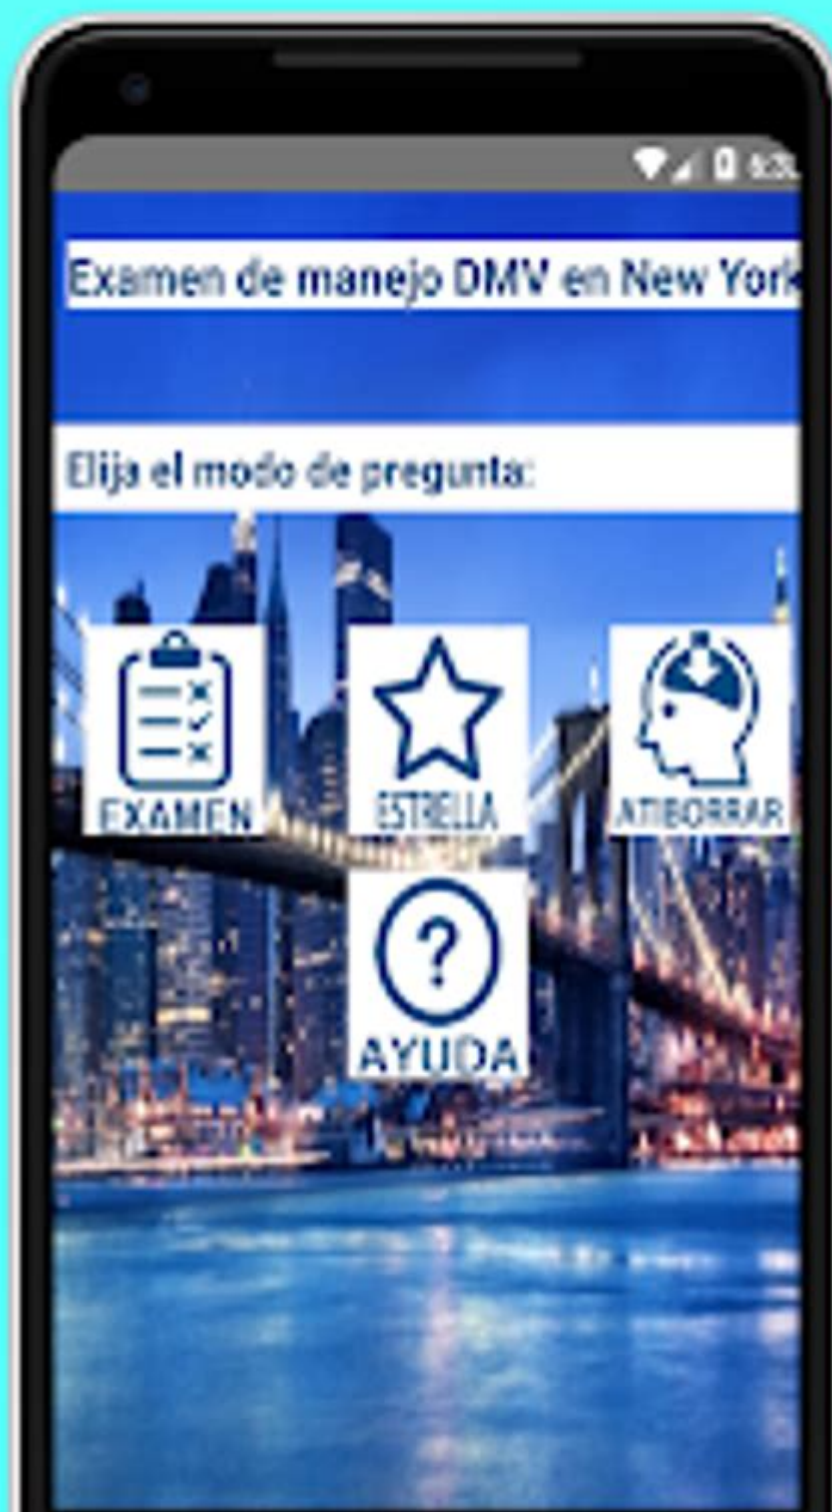 Examen de manejo DMV en New York
Elija el modo de pregunta:
EXAMEN
ESTRELLA
ATIBORRAR
AYUDA